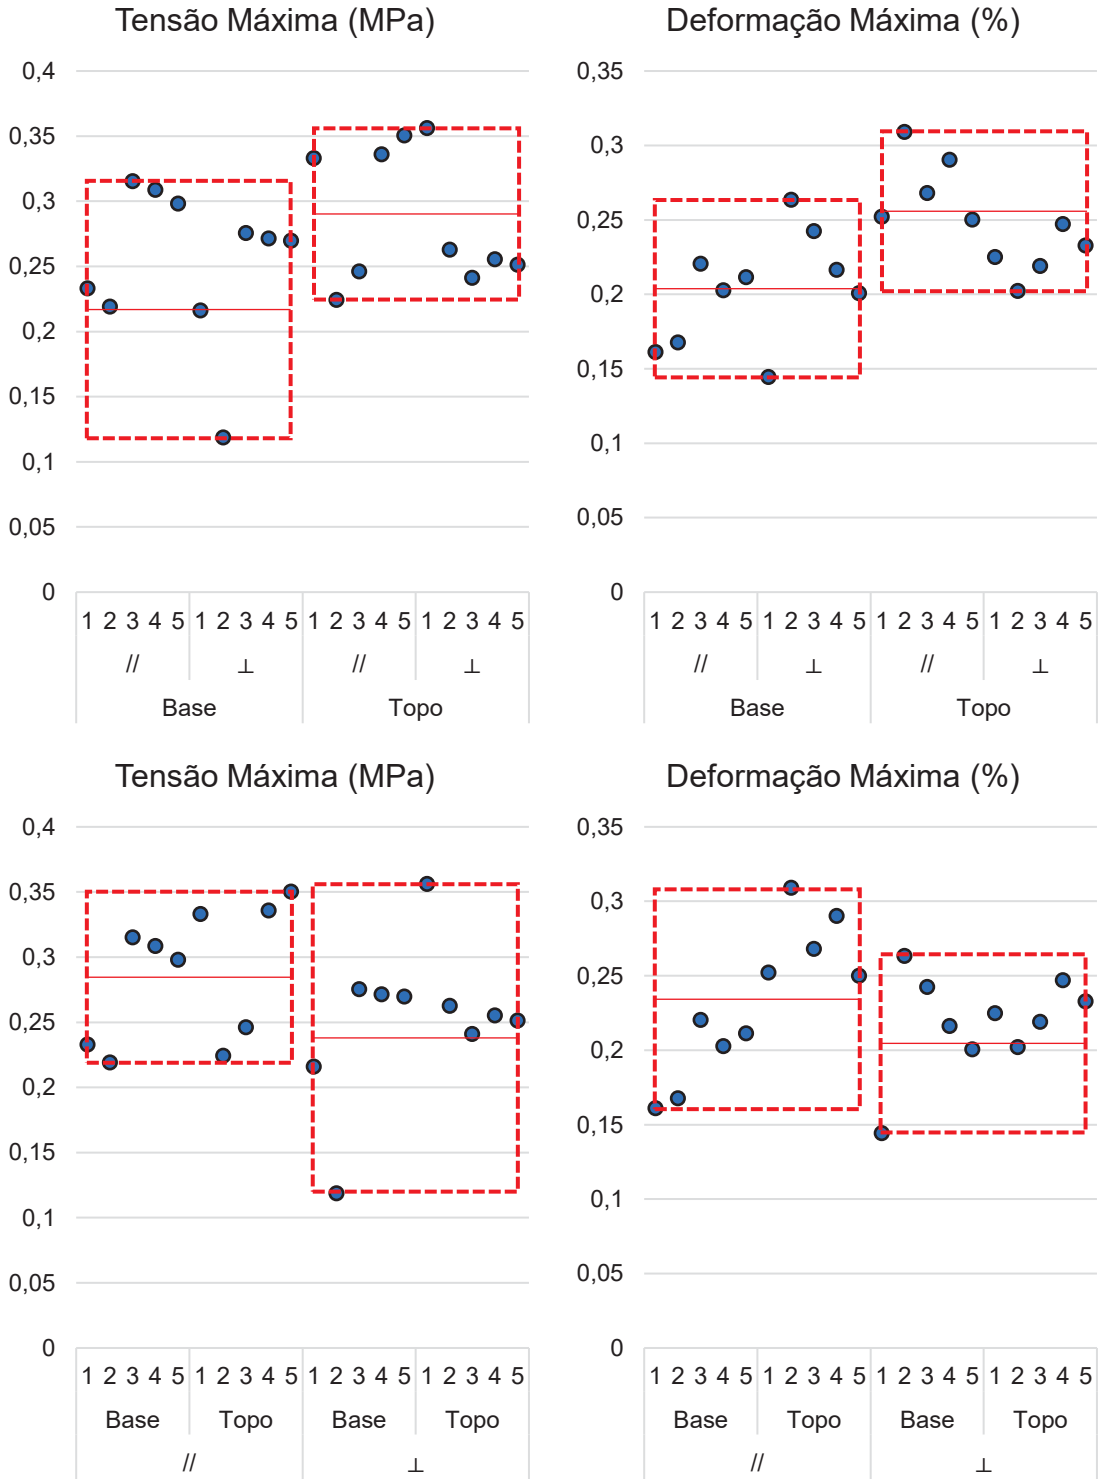 Tensão Máxima (MPa)
0,4
0,35
0,3
0,25
0,2
0,15
0,1
0,05
0
1 2 3 4 5 1 2 3 4 5 1 2 3 4 5 1 2 3 4 5
// ⊥ // ⊥
Base Topo
Deformação Máxima (%)
0,35
0,3
0,25
0,2
0,15
0,1
0,05
0
1 2 3 4 5 1 2 3 4 5 1 2 3 4 5 1 2 3 4 5
// ⊥ // ⊥
Base Topo
Tensão Máxima (MPa)
0,4
0,35
0,3
0,25
0,2
0,15
0,1
0,05
0
1 2 3 4 5 1 2 3 4 5 1 2 3 4 5 1 2 3 4 5
Base Topo Base Topo
// ⊥
Deformação Máxima (%)
0,35
0,3
0,25
0,2
0,15
0,1
0,05
0
1 2 3 4 5 1 2 3 4 5 1 2 3 4 5 1 2 3 4 5
Base Topo Base Topo
// ⊥